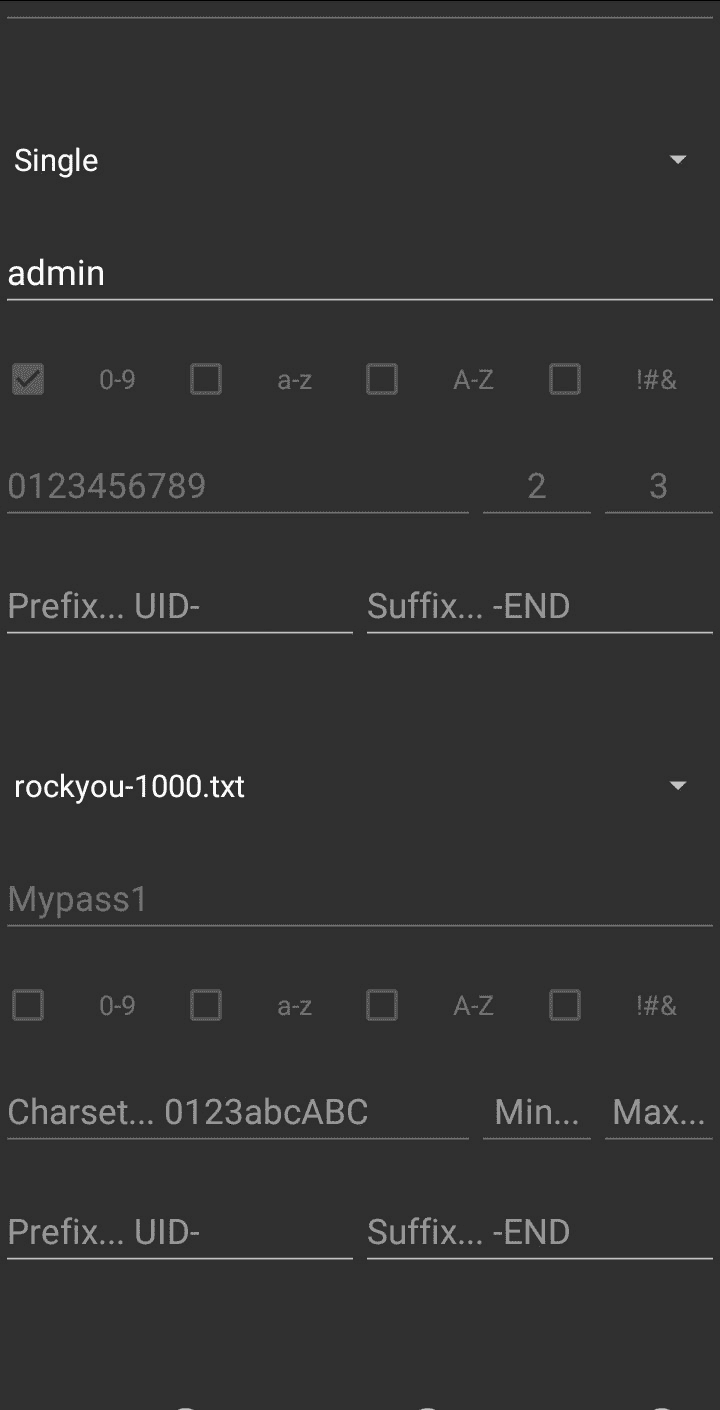 Single
admin
0-9 a-z A-Z !#&
0123456789 2 3
Prefix... UID- Suffix... -END
rockyou-1000.txt
Mypass1
0-9 a-z A-Z !#&
Charset... 0123abcABC Min... Max...
Prefix... UID- Suffix... -END